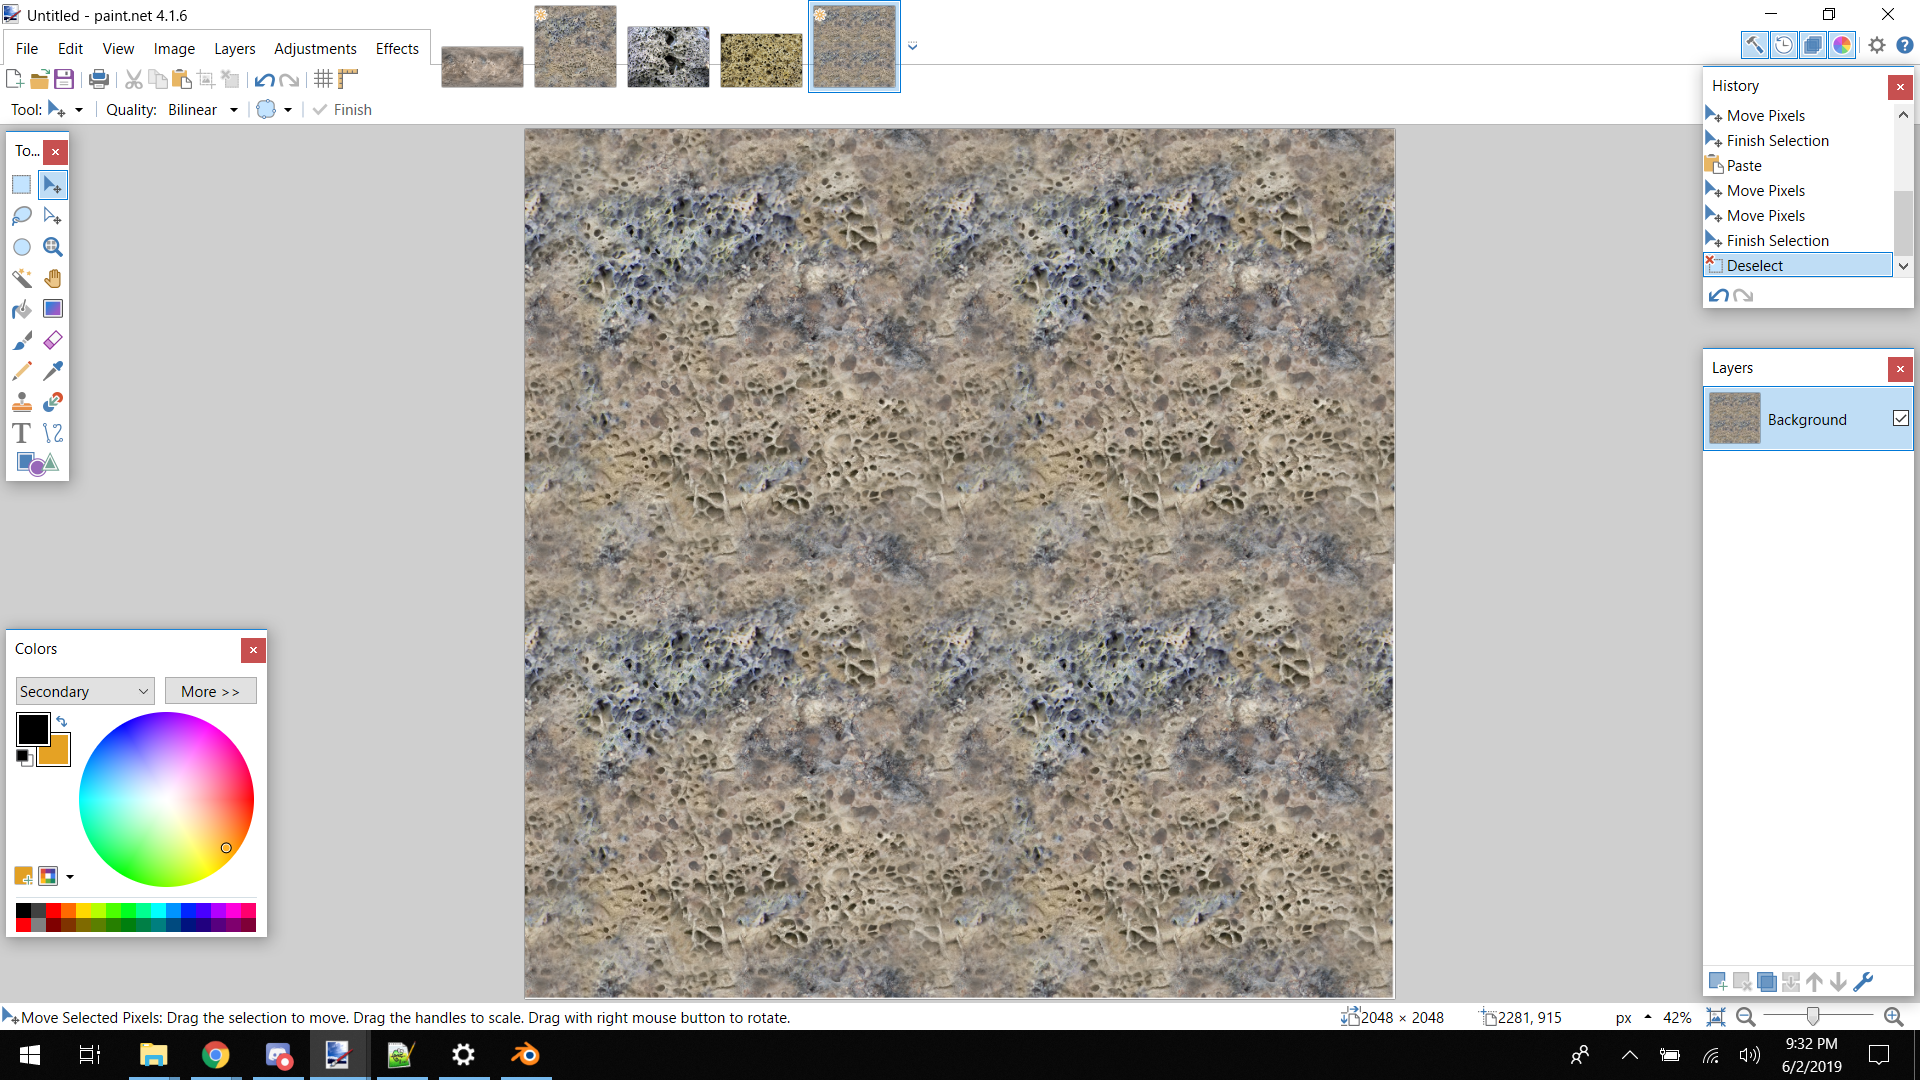 Untitled - paint.net 4.1.6
File Edit View Image Layers Adjustments Effects
Tool: Quality: Bilinear Finish
To...
T
History
Move Pixels
Finish Selection
Paste
Move Pixels
Move Pixels
Finish Selection
Deselect
Layers
Background
Colors
Secondary More >>
Move Selected Pixels: Drag the selection to move. Drag the handles to scale. Drag with right mouse button to rotate.
2048 × 2048 2281, 915 px 42%
9:32 PM
6/2/2019